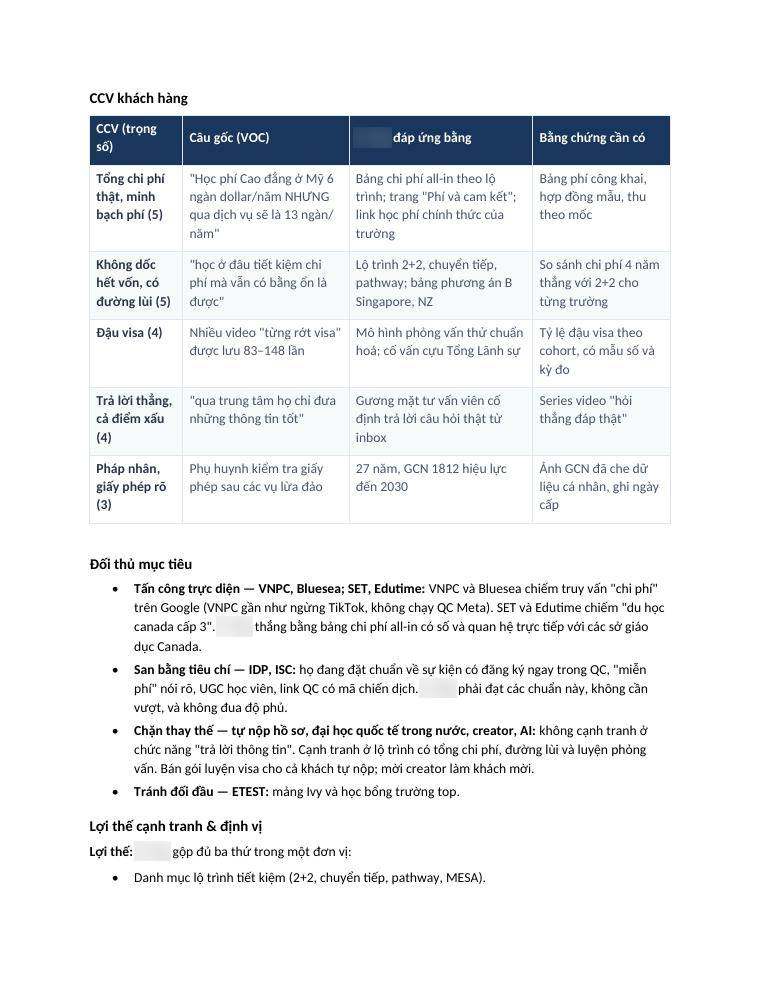 CCV khách hàng
CCV (trọng số)
Câu gốc (VOC)
đáp ứng bằng
Bằng chứng cần có
Tổng chi phí thật, minh bạch phí (5)
"Học phí Cao đẳng ở Mỹ 6
ngàn dollar/năm NHƯNG
qua dịch vụ sẽ là 13 ngàn/
năm"
Bảng chi phí all-in theo lộ
trình; trang "Phí và cam kết";
link học phí chính thức của
trường
Bảng phí công khai,
hợp đồng mẫu, thu
theo mốc
Không dốc
hết vốn, có
đường lùi (5)
"học ở đâu tiết kiệm chi
phí mà vẫn có bằng ổn là
được"
Lộ trình 2+2, chuyển tiếp,
pathway; bảng phương án B
Singapore, NZ
So sánh chi phí 4 năm
thẳng với 2+2 cho
từng trường
Đậu visa (4)
Nhiều video "từng rớt visa"
được lưu 83–148 lần
Mô hình phỏng vấn thử chuẩn
hoá; cố vấn cựu Tổng Lãnh sự
Tỷ lệ đậu visa theo
cohort, có mẫu số và
kỳ đo
Trả lời thẳng,
cả điểm xấu
(4)
"qua trung tâm họ chỉ đưa
những thông tin tốt"
Gương mặt tư vấn viên cố
định trả lời câu hỏi thật từ
inbox
Series video "hỏi
thẳng đáp thật"
Pháp nhân,
giấy phép rõ
(3)
Phụ huynh kiểm tra giấy
phép sau các vụ lừa đảo
27 năm, GCN 1812 hiệu lực
đến 2030
Ảnh GCN đã che dữ
liệu cá nhân, ghi ngày
cấp
Đối thủ mục tiêu
• Tấn công trực diện — VNPC, Bluesea; SET, Edutime: VNPC và Bluesea chiếm truy vấn "chi phí"
trên Google (VNPC gần như ngừng TikTok, không chạy QC Meta). SET và Edutime chiếm "du học
canada cấp 3". thắng bằng bảng chi phí all-in có số và quan hệ trực tiếp với các sở giáo
dục Canada.
• San bằng tiêu chí — IDP, ISC: họ đang đặt chuẩn về sự kiện có đăng ký ngay trong QC, "miễn
phí" nói rõ, UGC học viên, link QC có mã chiến dịch. phải đạt các chuẩn này, không cần
vượt, và không đua độ phủ.
• Chặn thay thế — tự nộp hồ sơ, đại học quốc tế trong nước, creator, AI: không cạnh tranh ở
chức năng "trả lời thông tin". Cạnh tranh ở lộ trình có tổng chi phí, đường lùi và luyện phỏng
vấn. Bán gói luyện visa cho cả khách tự nộp; mời creator làm khách mời.
• Tránh đối đầu — ETEST: mảng Ivy và học bổng trường top.
Lợi thế cạnh tranh & định vị
Lợi thế: gộp đủ ba thứ trong một đơn vị:
• Danh mục lộ trình tiết kiệm (2+2, chuyển tiếp, pathway, MESA).